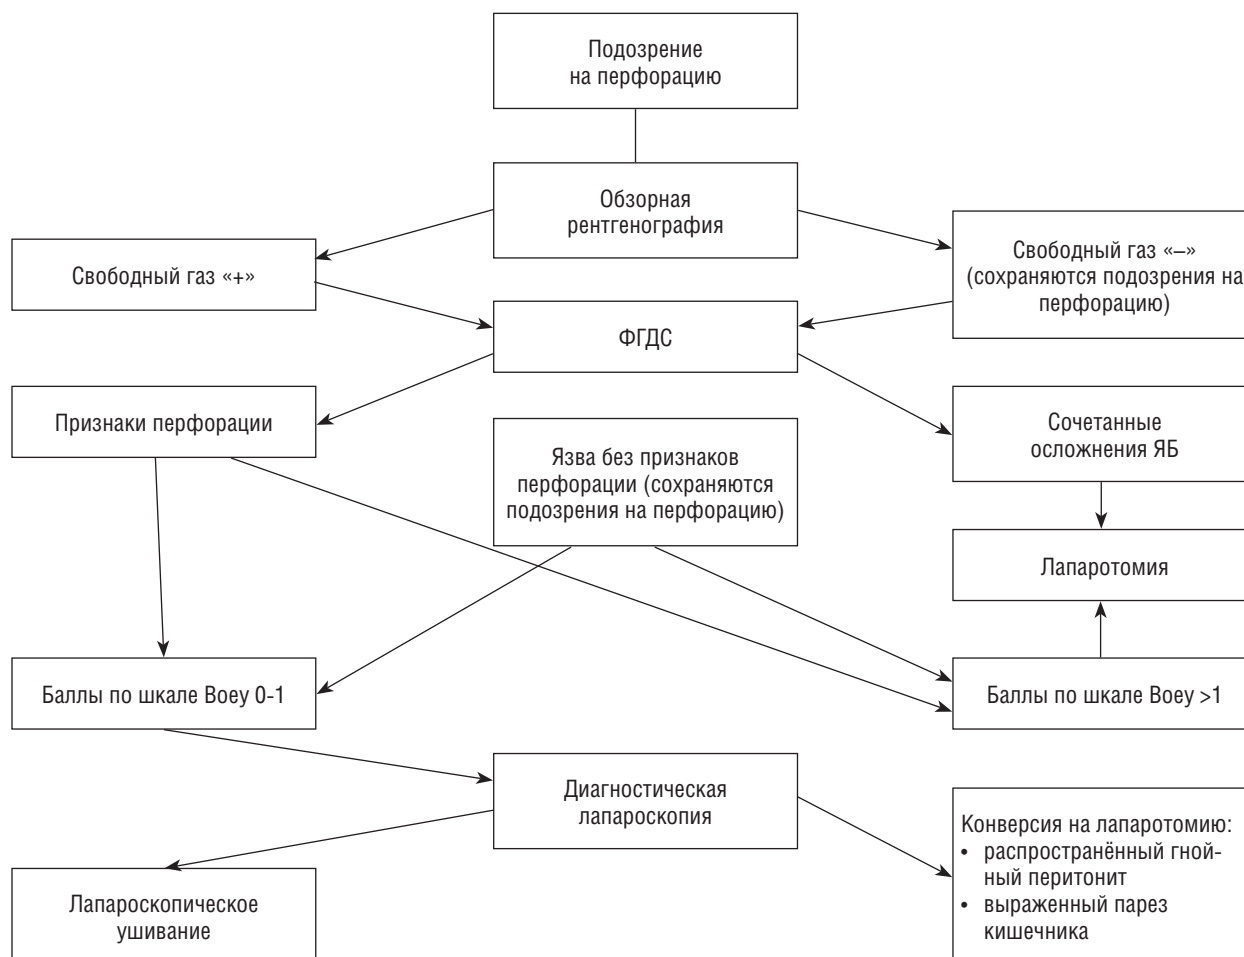 Подозрение
на перфорацию
Обзорная
рентгенография
Свободный газ «+»
Свободный газ «–»
(сохраняются подозрения на
перфорацию)
ФГДС
Признаки перфорации
Язва без признаков
перфорации (сохраняются
подозрения на перфорацию)
Сочетанные
осложнения ЯБ
Лапаротомия
Баллы по шкале Boey 0-1
Баллы по шкале Boey >1
Диагностическая
лапароскопия
Лапароскопическое
ушивание
Конверсия на лапаротомию:
• распространённый гной-
ный перитонит
• выраженный парез
кишечника